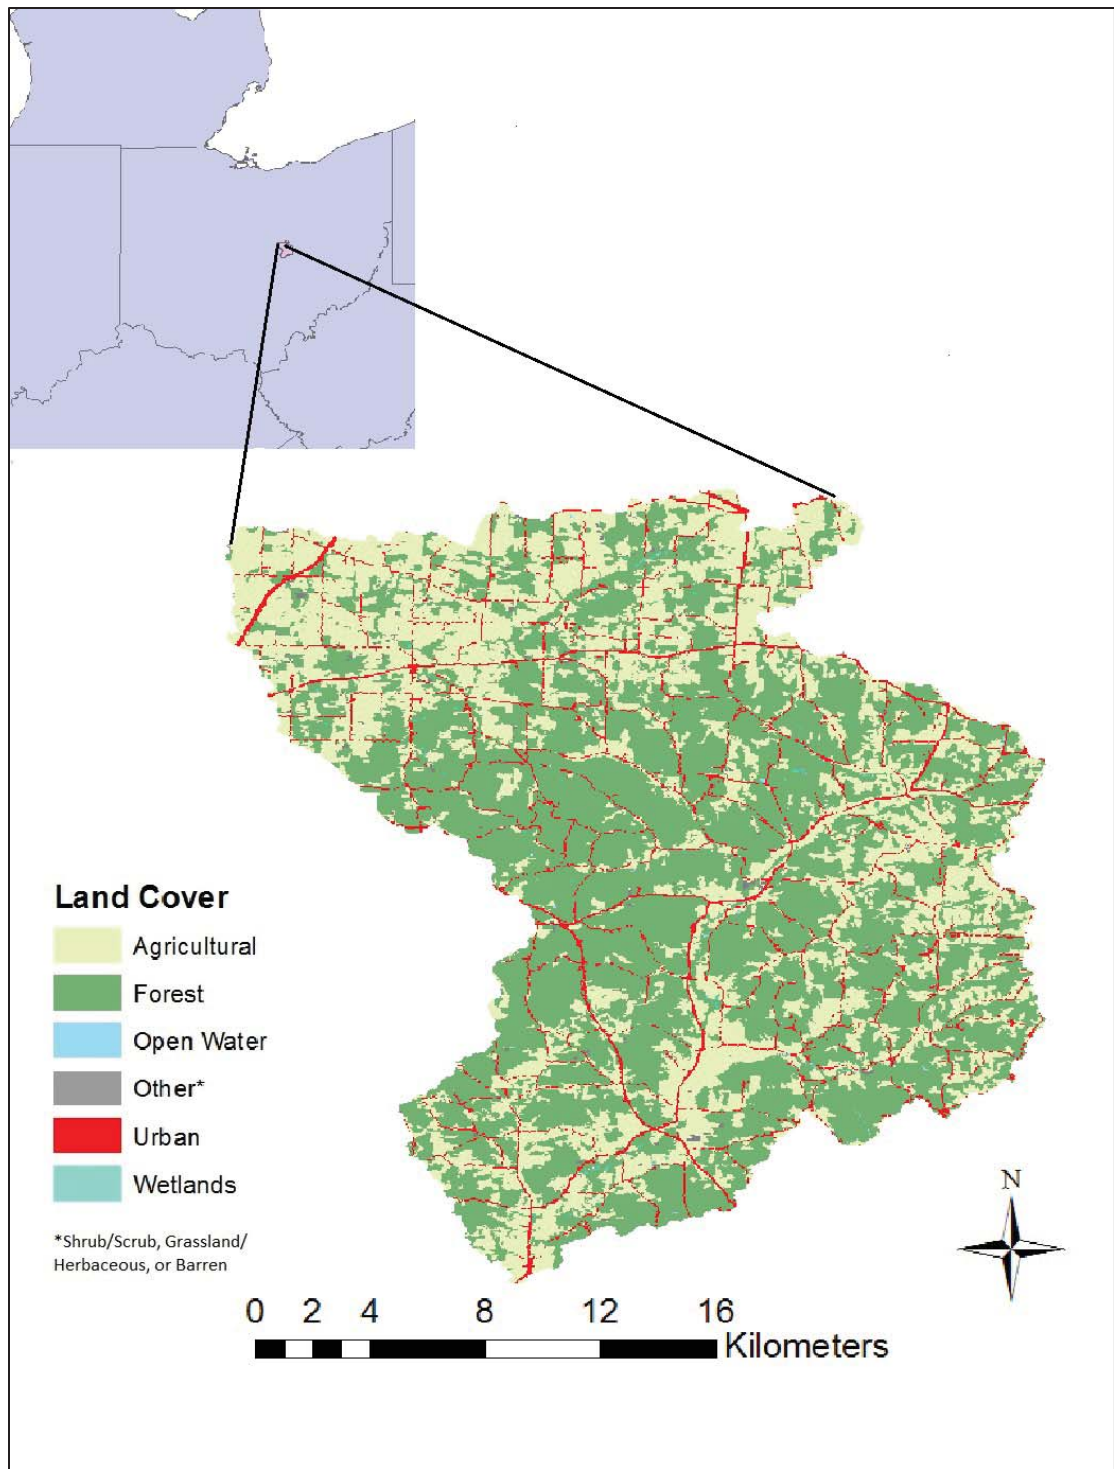 Land Cover
Agricultural
Forest
Open Water
Other*
Urban
Wetlands
*Shrub/Scrub, Grassland/
Herbaceous, or Barren
N
0 2 4 8 12 16
Kilometers